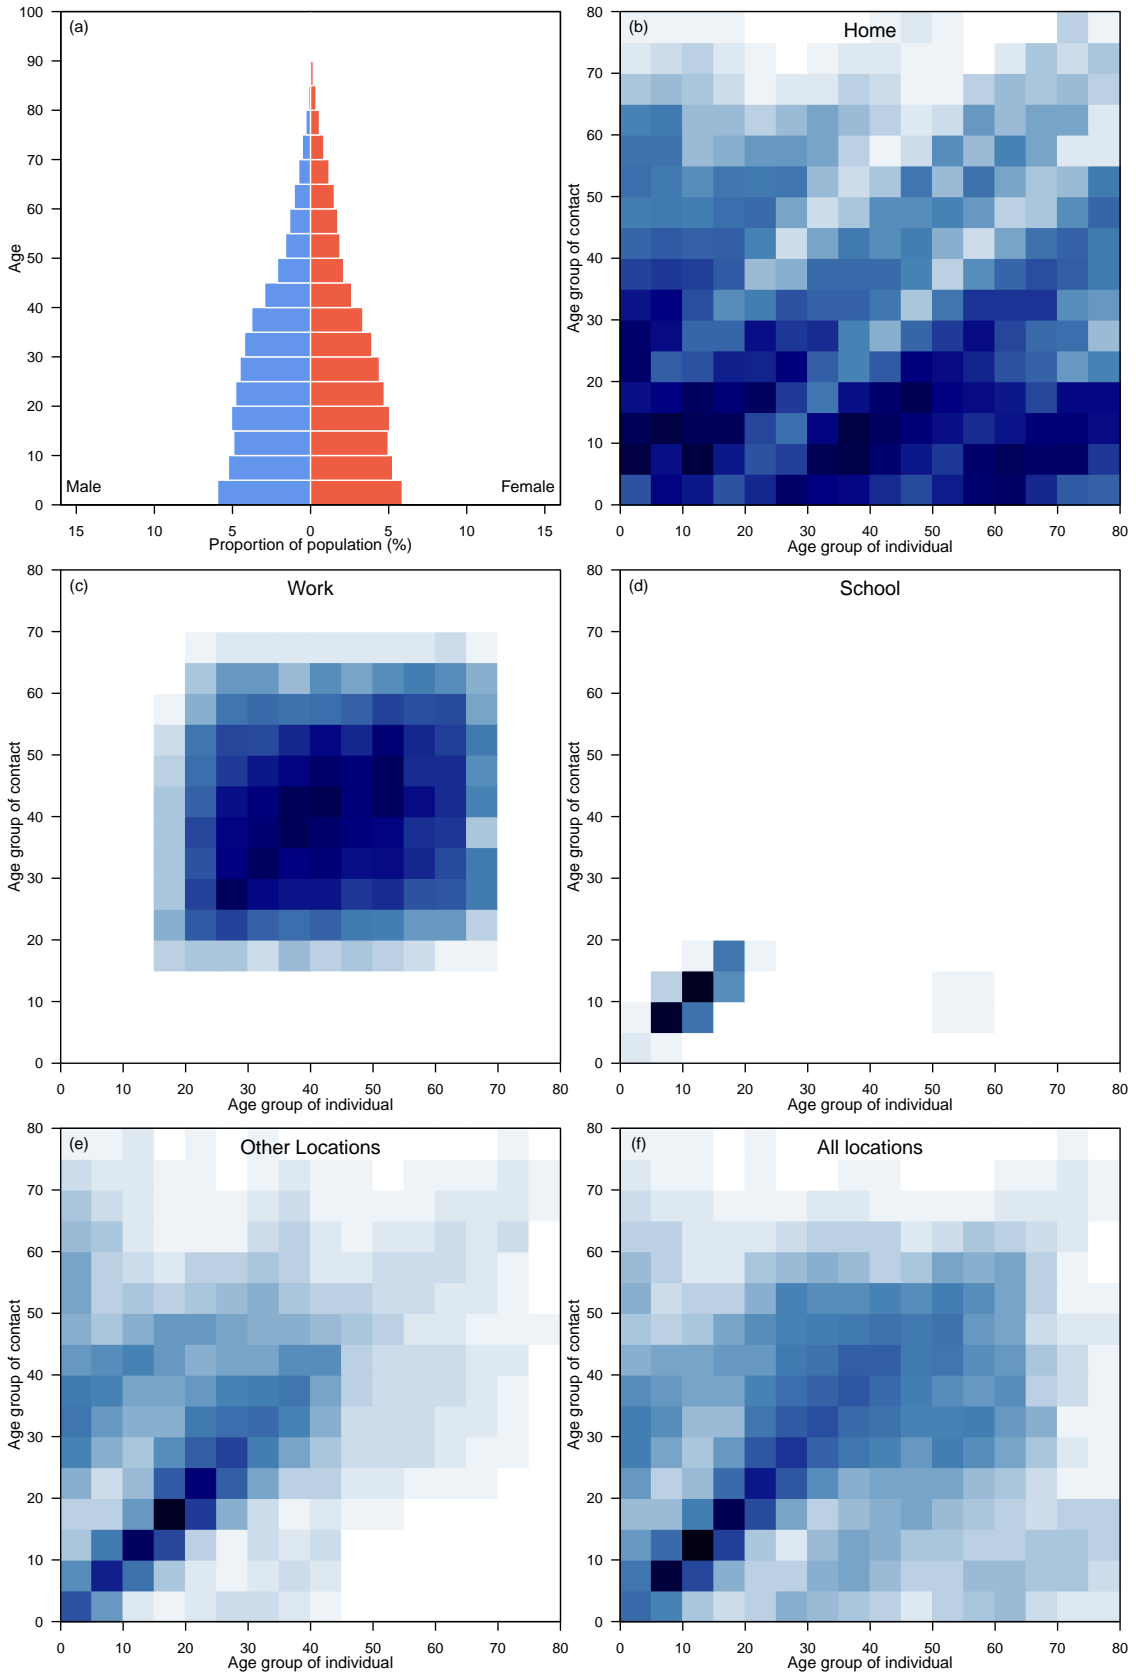 (a)
100
90
80
70
60
50
40
30
20
10
0
Age
Male
Female
15 10 5 0 5 10 15
Proportion of population (%)
(b)
Home
80
70
60
50
40
30
20
10
0
Age group of contact
0 10 20 30 40 50 60 70 80
Age group of individual
(c)
Work
80
70
60
50
40
30
20
10
0
Age group of contact
0 10 20 30 40 50 60 70 80
Age group of individual
(d)
School
80
70
60
50
40
30
20
10
0
Age group of contact
0 10 20 30 40 50 60 70 80
Age group of individual
(e)
Other Locations
80
70
60
50
40
30
20
10
0
Age group of contact
0 10 20 30 40 50 60 70 80
Age group of individual
(f)
All locations
80
70
60
50
40
30
20
10
0
Age group of contact
0 10 20 30 40 50 60 70 80
Age group of individual